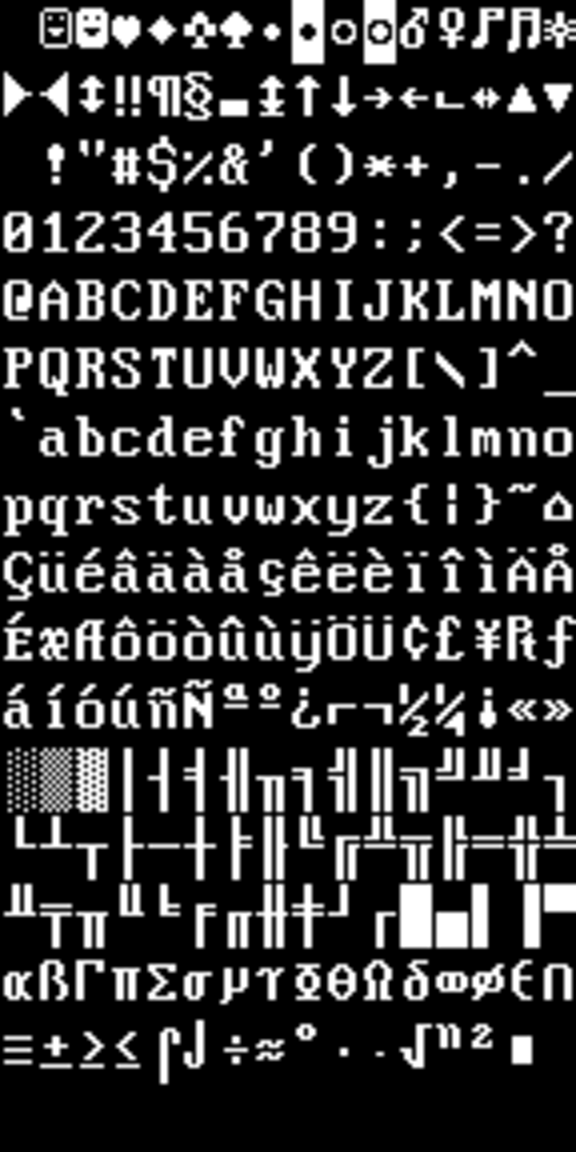 ☺☻♥♦♣♠•◘○◙♂♀♪♫☼
►◄↕‼¶§▬↨↑↓→←∟↔▲▼
!"#$%&'()*+,-./
0123456789:;<=>?
@ABCDEFGHIJKLMNO
PQRSTUVWXYZ[\]^_
`abcdefghijklmno
pqrstuvwxyz{¦}~⌂
ÇüéâäàåçêëèïîìÄÅ
ÉæÆôöòûùÿÖÜ¢£¥₧ƒ
áíóúñÑªº¿⌐¬½¼¡«»
░▒▓│┤╡╢╖╕╣║╗╝╜╛┐
└┴┬├─┼╞╟╚╔╩╦╠═╬╧
╨╤╥╙╘╒╓╫╪┘┌█▄▌▐▀
αßΓπΣσµτΦΘΩδ∞φε∩
≡±≥≤⌠⌡÷≈°∙·√ⁿ²■